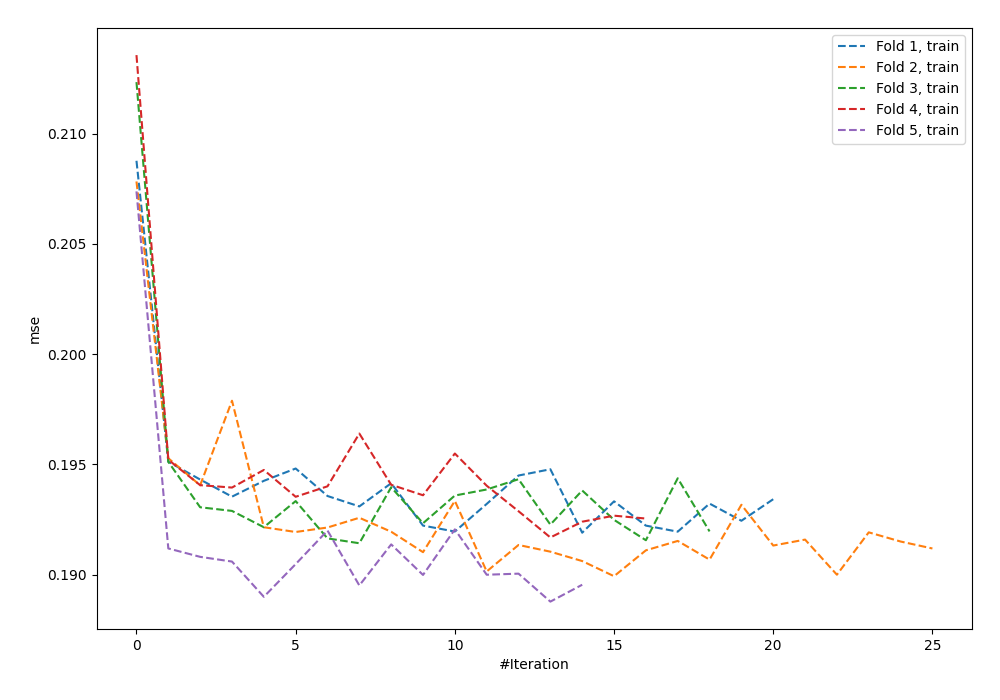 Fold 1, train
Fold 2, train
Fold 3, train
Fold 4, train
Fold 5, train
0.210
0.205
0.200
0.195
0.190
mse
0 5 10 15 20 25
#Iteration